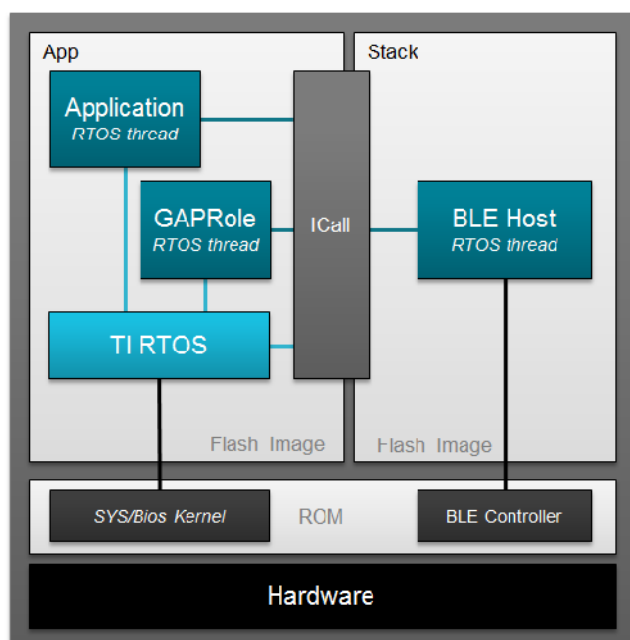 App
Stack
Application
RTOS thread
GAPRole
RTOS thread
ICall
BLE Host
RTOS thread
TI RTOS
Flash Image
Flash Image
SYS/Bios Kernel
ROM
BLE Controller
Hardware